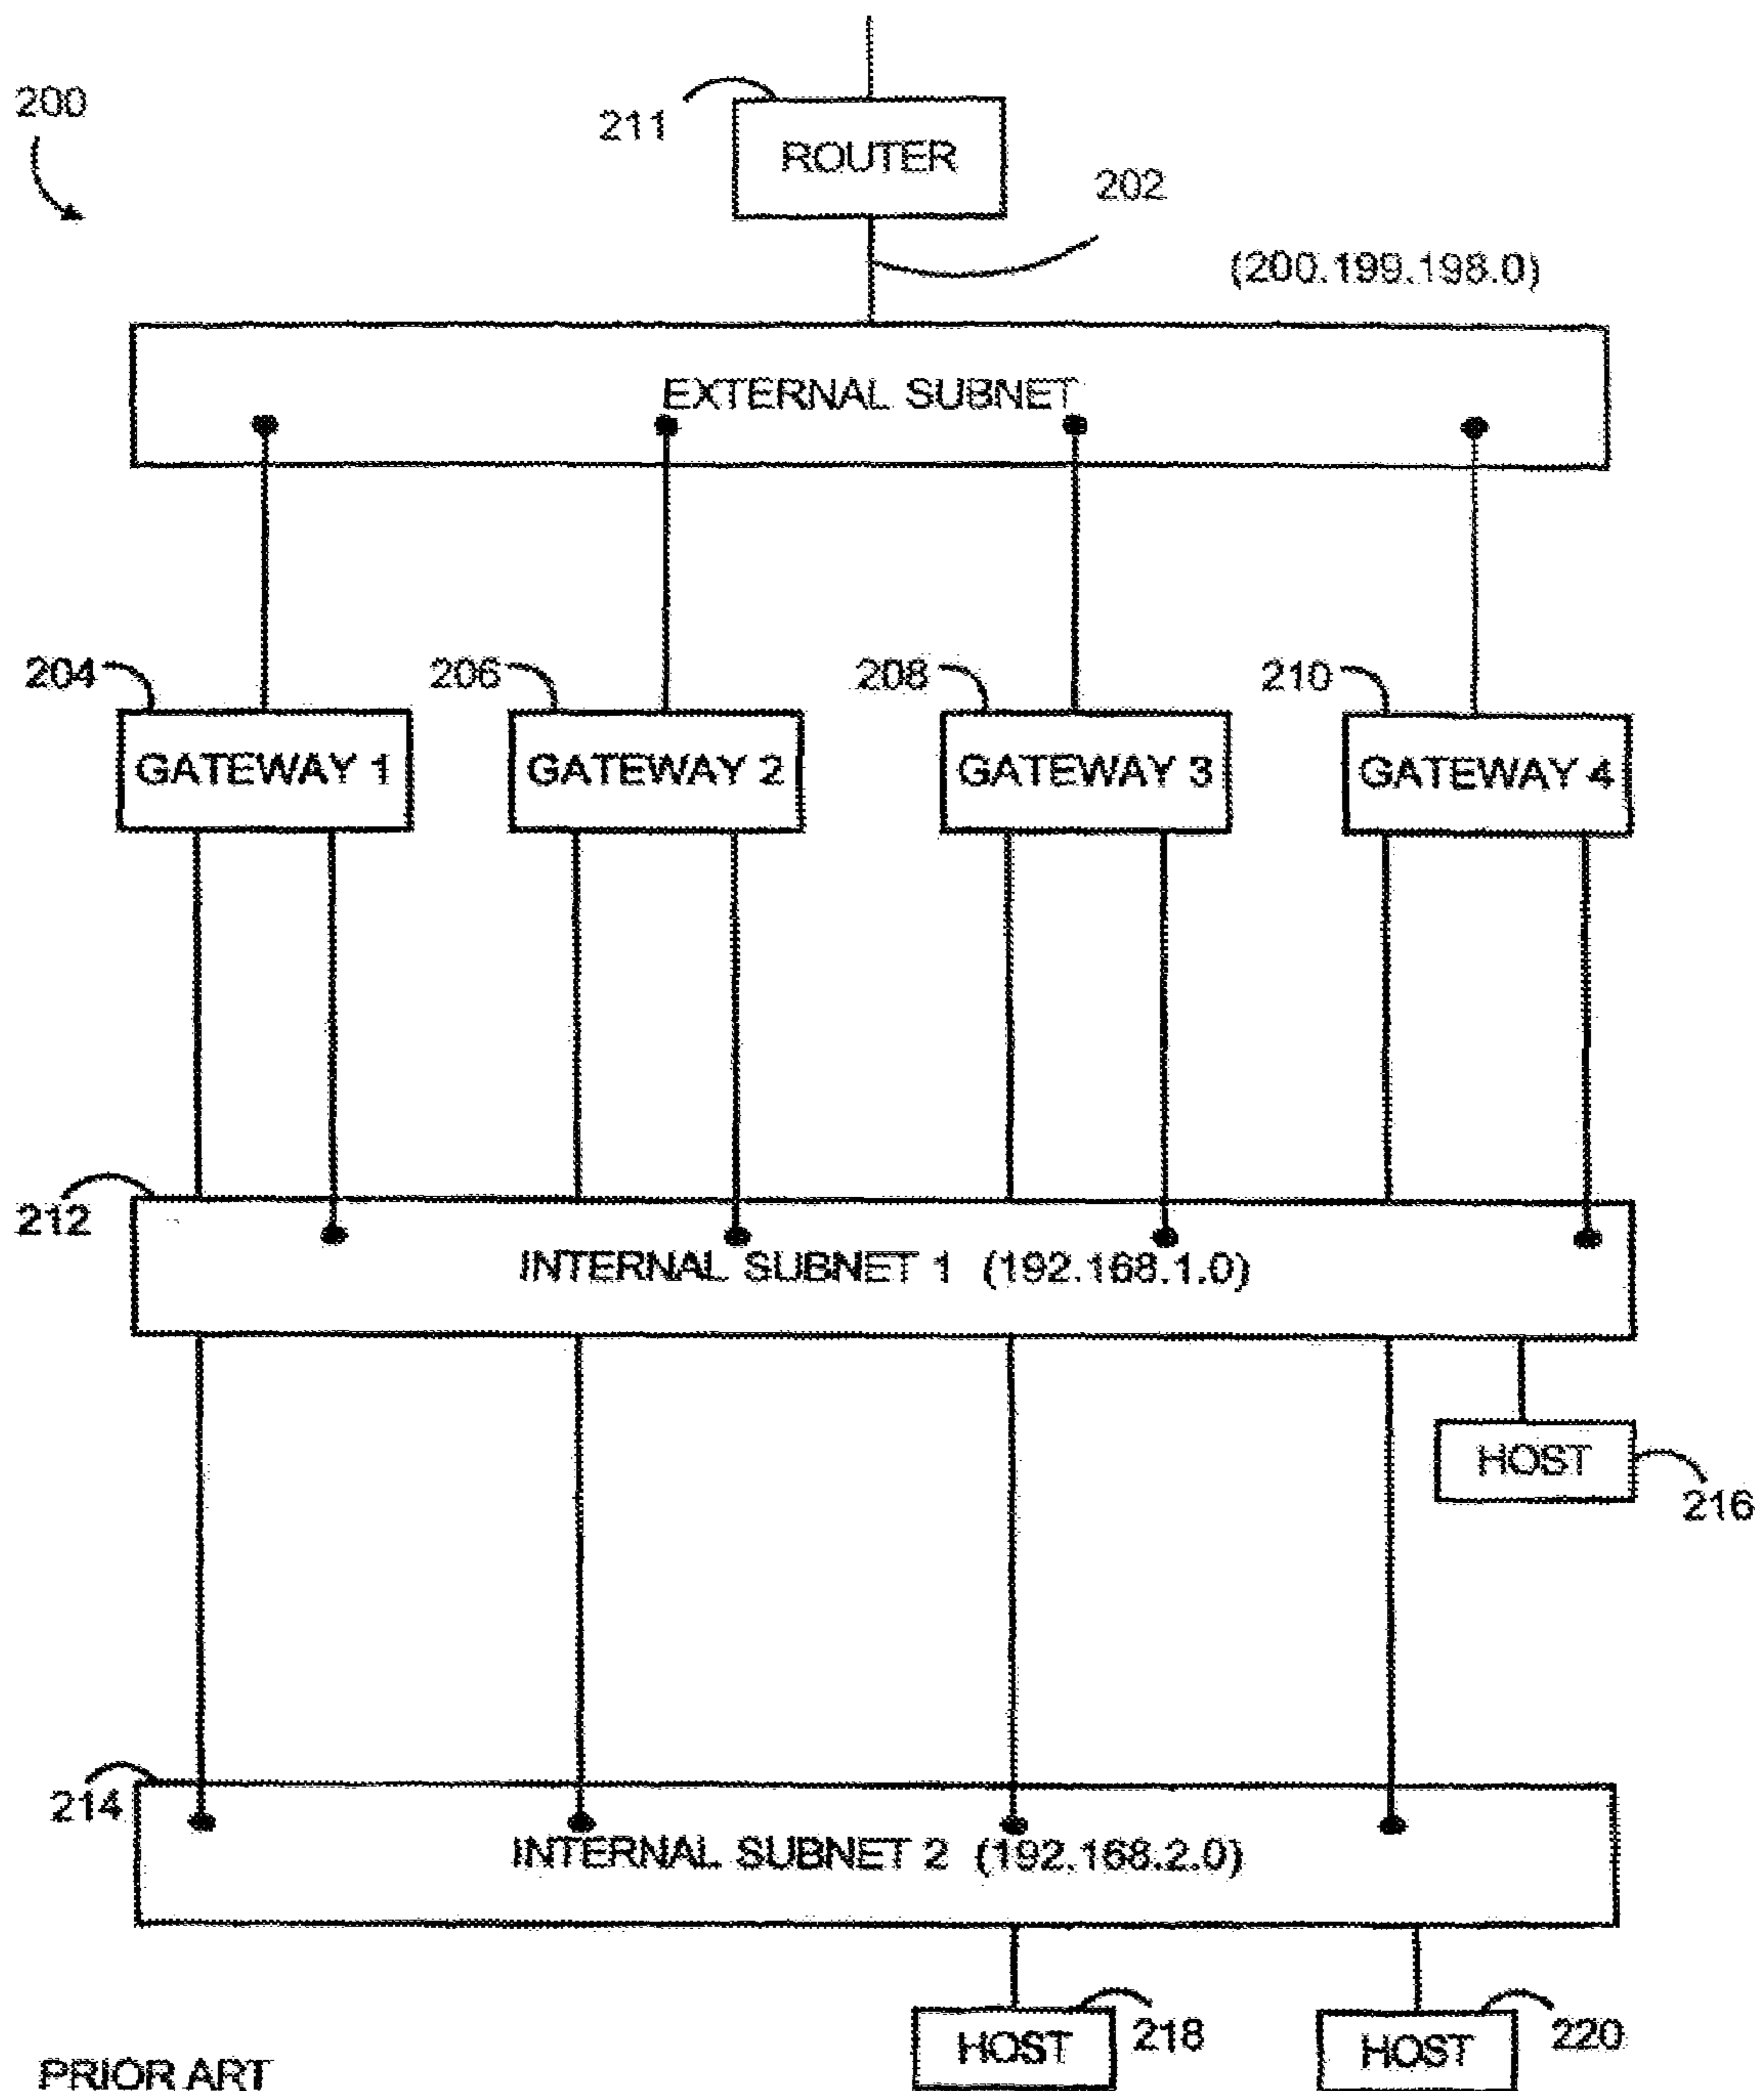 200
211
ROUTER
202
(200.199.198.0)
EXTERNAL SUBNET
204
206
208
210
GATEWAY 1
GATEWAY 2
GATEWAY 3
GATEWAY 4
212
INTERNAL SUBNET 1 (192.168.1.0)
HOST
216
214
INTERNAL SUBNET 2 (192.168.2.0)
HOST
218
HOST
220
PRIOR ART